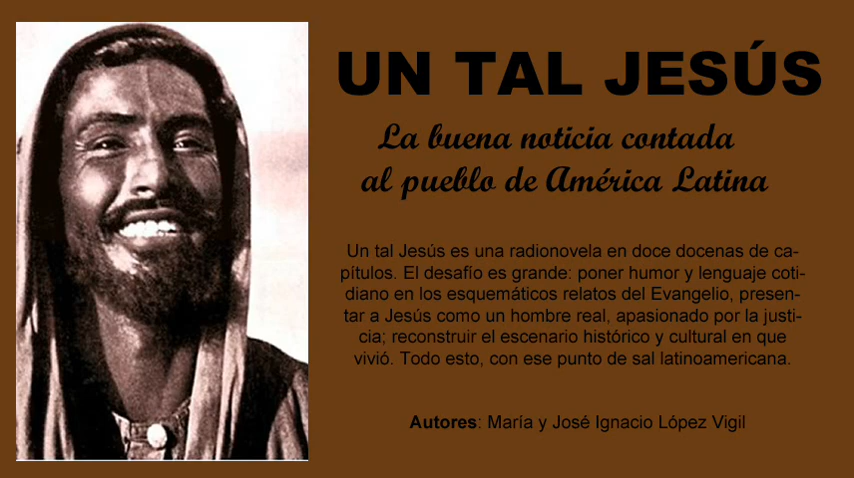 UN TAL JESÚS
La buena noticia contada
al pueblo de América Latina
Un tal Jesús es una radionovela en doce docenas de ca-
pítulos. El desafío es grande: poner humor y lenguaje coti-
diano en los esquemáticos relatos del Evangelio, presen-
tar a Jesús como un hombre real, apasionado por la justi-
cia; reconstruir el escenario histórico y cultural en que
vivió. Todo esto, con ese punto de sal latinoamericana.
Autores: María y José Ignacio López Vigil